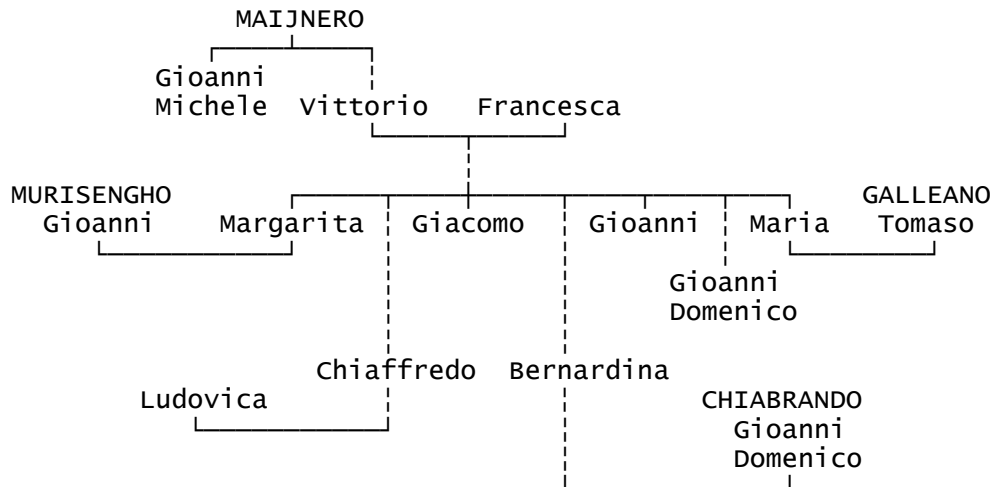 MAIJNERO
Gioanni
Michele Vittorio Francesca
MURISENGHO GALLEANO
Gioanni Margarita Giacomo Gioanni Maria Tomaso
Gioanni
Domenico
Chiaffredo Bernardina
Ludovica CHIABRANDO
Gioanni
Domenico